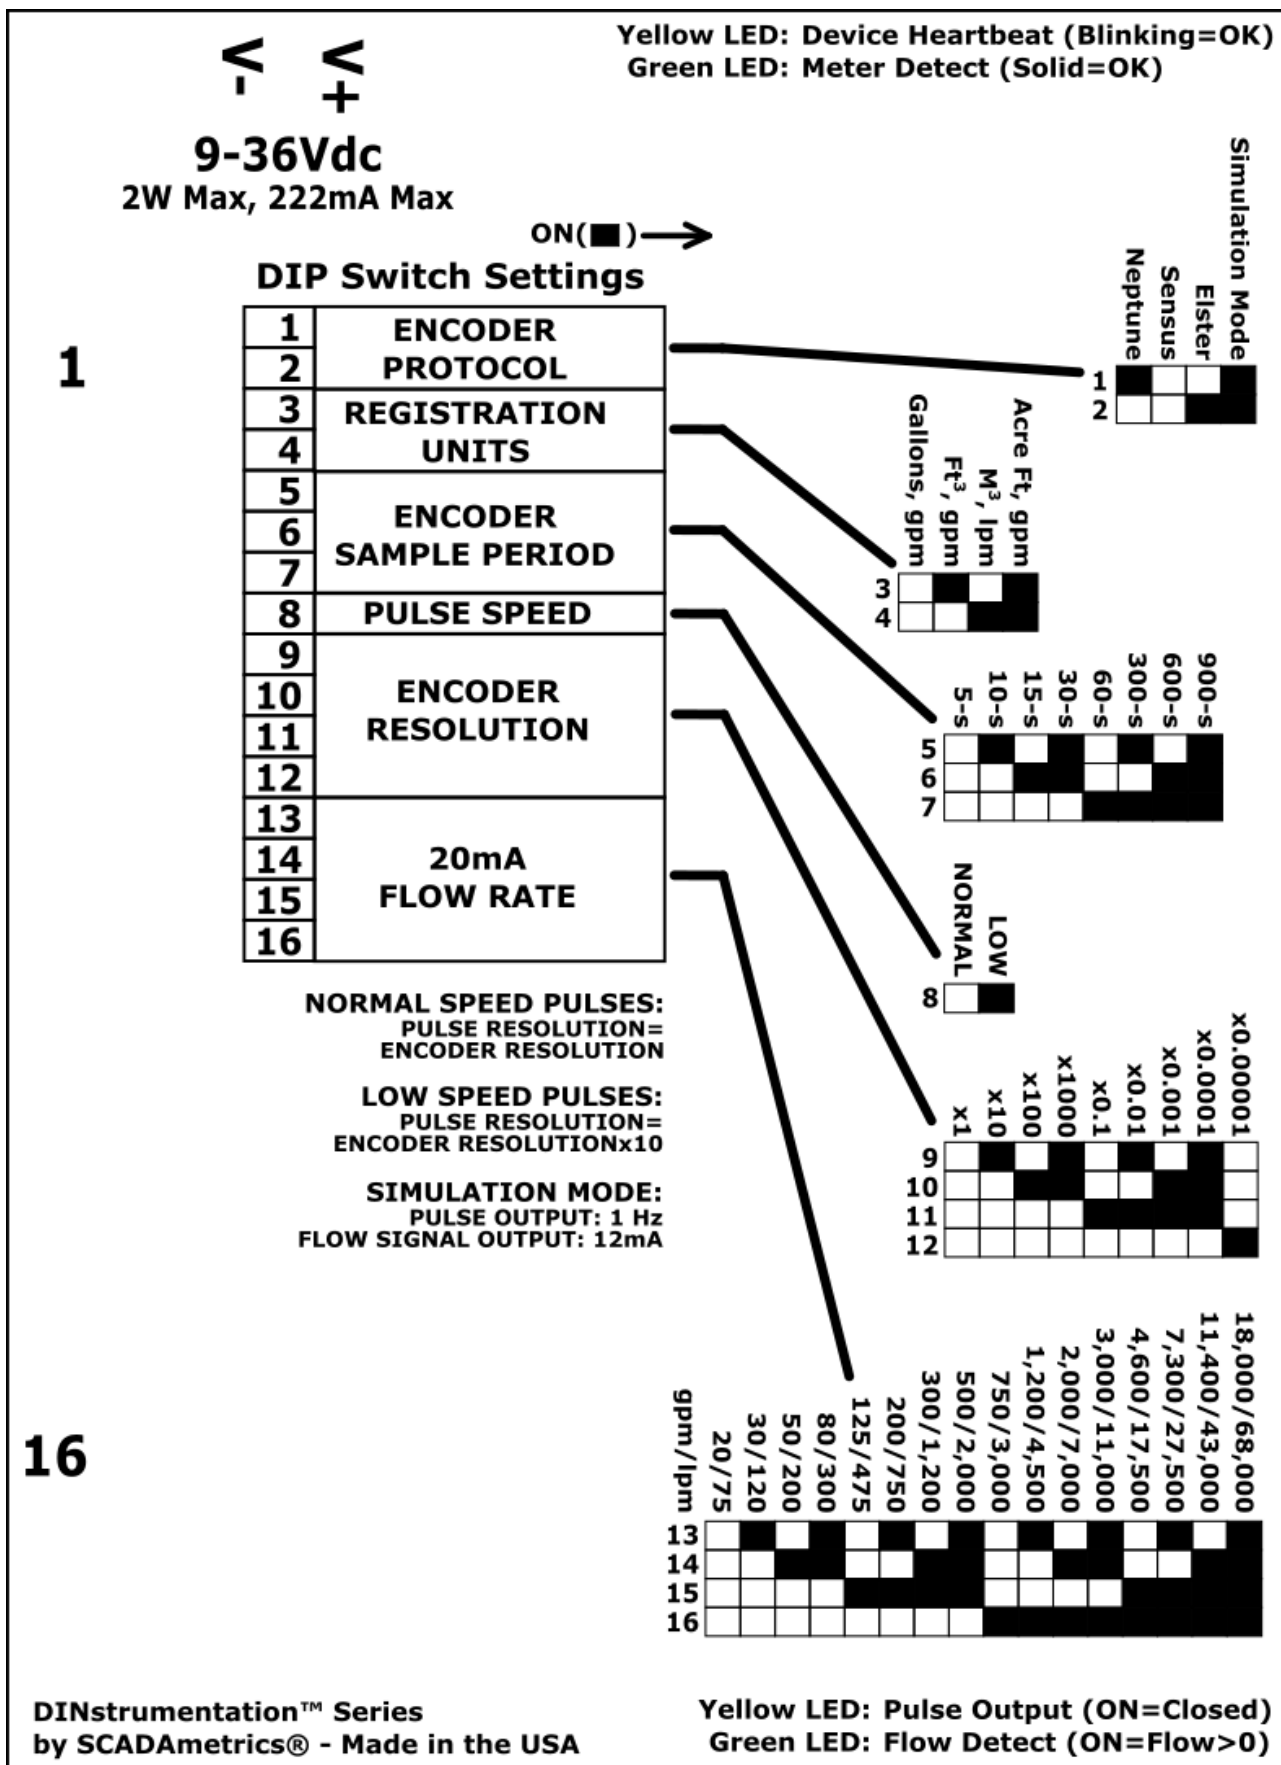 Yellow LED: Device Heartbeat (Blinking=OK)
Green LED: Meter Detect (Solid=OK)
V- V+
9-36Vdc
2W Max, 222mA Max
ON(■)
DIP Switch Settings
1
16
1
2
ENCODER
PROTOCOL
3
4
REGISTRATION
UNITS
5
6
7
ENCODER
SAMPLE PERIOD
8
PULSE SPEED
9
10
11
12
ENCODER
RESOLUTION
13
14
15
16
20mA
FLOW RATE
Neptune
Sensus
Elster
Simulation Mode
1
2
Gallons, gpm
Ft³, gpm
M³, lpm
Acre Ft, gpm
3
4
5-s
10-s
15-s
30-s
60-s
300-s
600-s
900-s
5
6
7
NORMAL
LOW
8
x1
x10
x100
x1000
x0.1
x0.01
x0.001
x0.0001
x0.00001
9
10
11
12
gpm/lpm
20/75
30/120
50/200
80/300
125/475
200/750
300/1,200
500/2,000
750/3,000
1,200/4,500
2,000/7,000
3,000/11,000
4,600/17,500
7,300/27,500
11,400/43,000
18,000/68,000
13
14
15
16
NORMAL SPEED PULSES:
PULSE RESOLUTION=
ENCODER RESOLUTION
LOW SPEED PULSES:
PULSE RESOLUTION=
ENCODER RESOLUTIONx10
SIMULATION MODE:
PULSE OUTPUT: 1 Hz
FLOW SIGNAL OUTPUT: 12mA
DINstrumentation™ Series
by SCADAmetrics® - Made in the USA
Yellow LED: Pulse Output (ON=Closed)
Green LED: Flow Detect (ON=Flow>0)